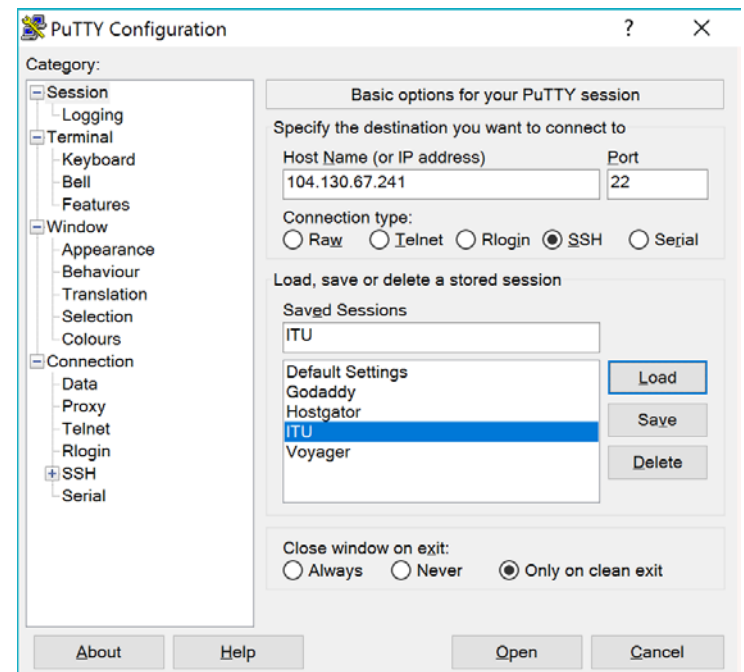 PuTTY Configuration
?
Category:
Session
Logging
Terminal
Keyboard
Bell
Features
Window
Appearance
Behaviour
Translation
Selection
Colours
Connection
Data
Proxy
Telnet
Rlogin
SSH
Serial
Basic options for your PuTTY session
Specify the destination you want to connect to
Host Name (or IP address) Port
104.130.67.241 22
Connection type:
Raw Telnet Rlogin SSH Serial
Load, save or delete a stored session
Saved Sessions
ITU
Default Settings
Godaddy
Hostgator
ITU
Voyager
Load
Save
Delete
Close window on exit:
Always Never Only on clean exit
About Help Open Cancel